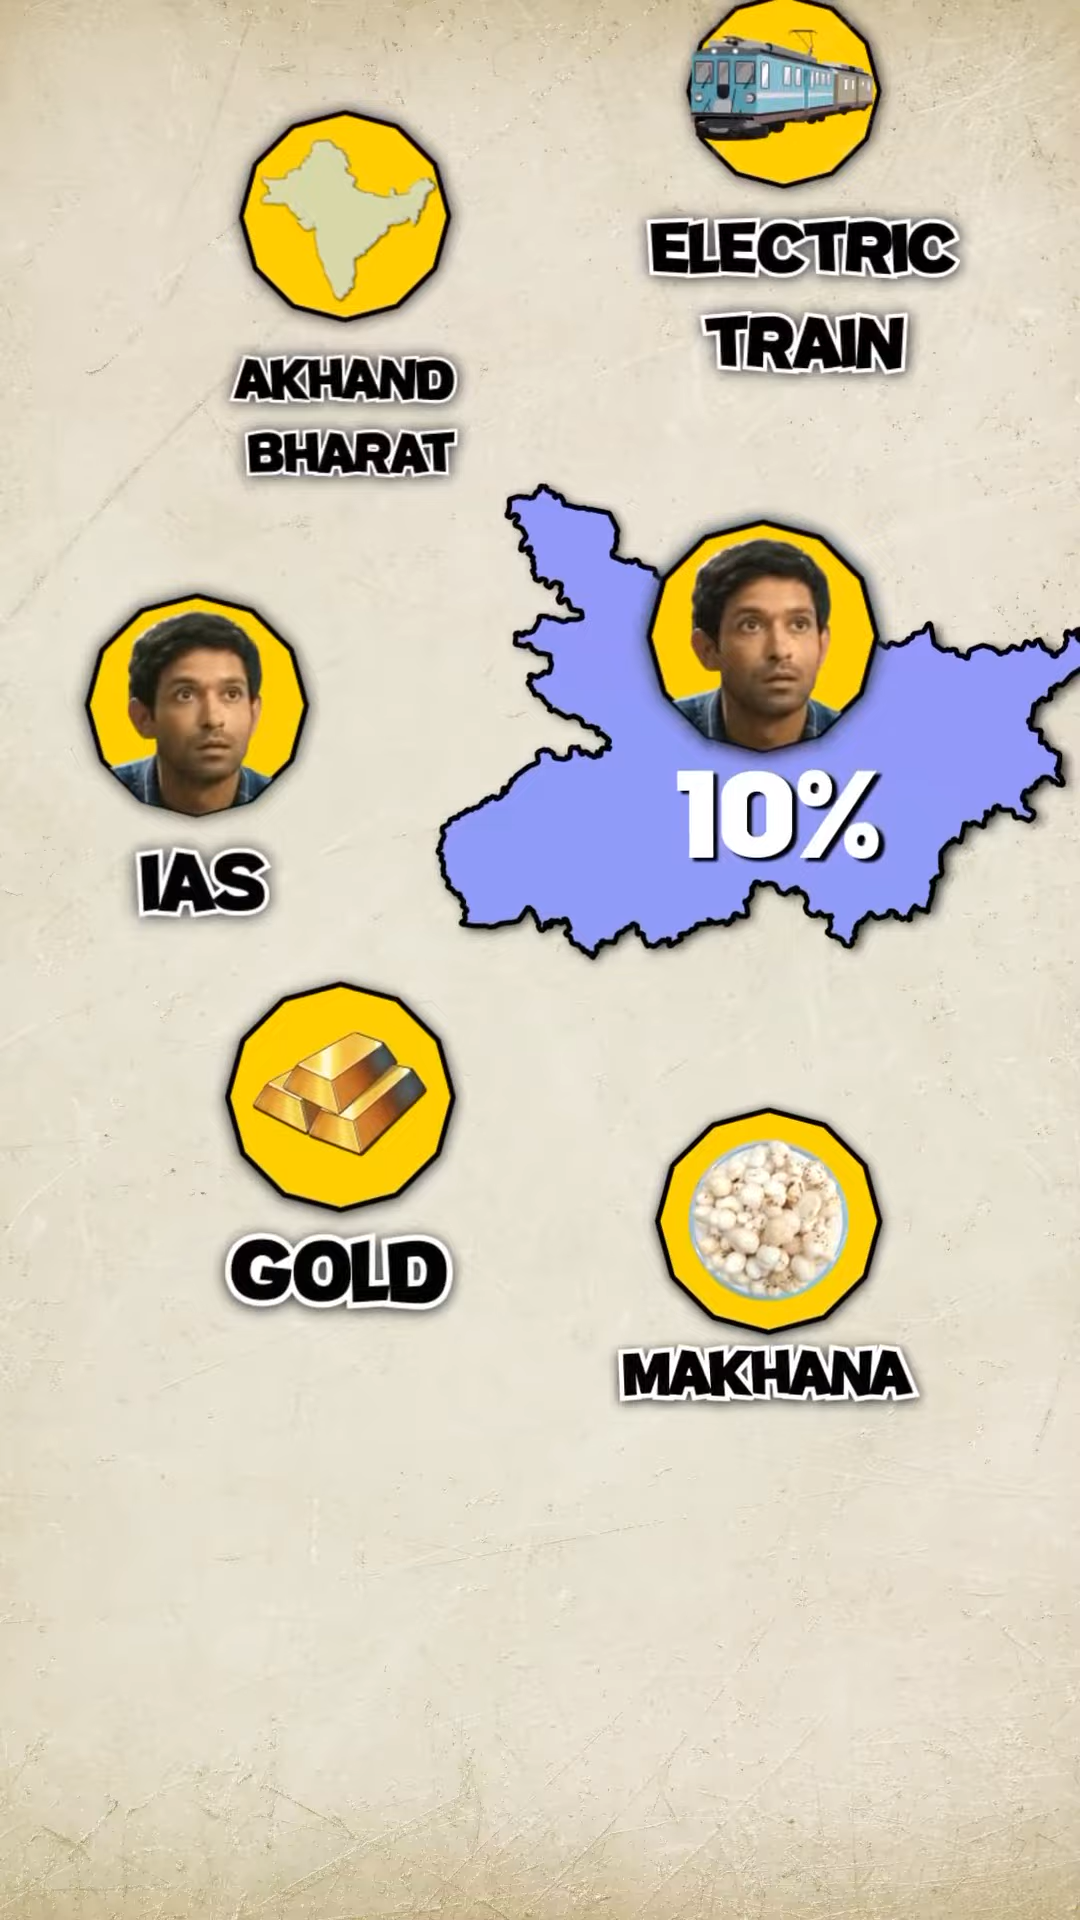 ELECTRIC
TRAIN
AKHAND
BHARAT
10%
IAS
GOLD
MAKHANA